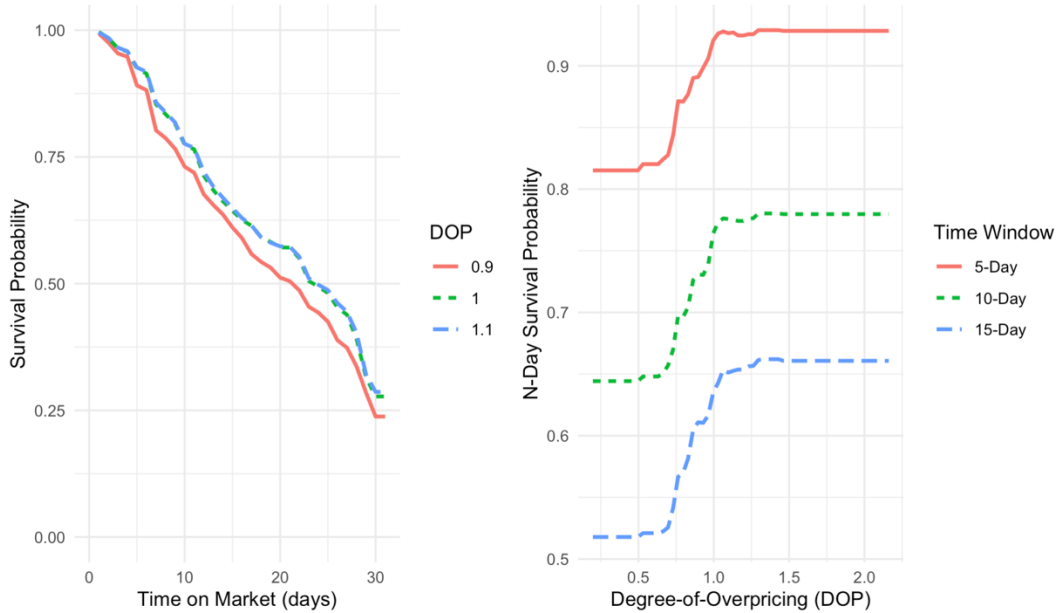 Survival Probability
1.00
0.75
0.50
0.25
0.00
0
10
20
30
Time on Market (days)
DOP
0.9
1
1.1
N-Day Survival Probability
0.9
0.8
0.7
0.6
0.5
0.5
1.0
1.5
2.0
Degree-of-Overpricing (DOP)
Time Window
5-Day
10-Day
15-Day